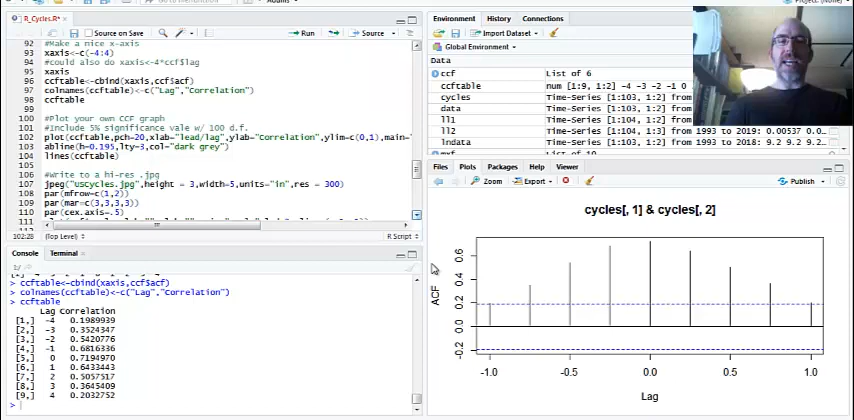 Project: (None)
R_Cycles.R*
Source on Save
Run
Source
92 #Make a nice x-axis
93 xaxis<-c(-4:4)
94 #could also do xaxis<-4*ccf$lag
95 xaxis
96 ccftable<-cbind(xaxis,ccf$acf)
97 colnames(ccftable)<-c("Lag","Correlation")
98 ccftable
99
100 #Plot your own CCF graph
101 #Include 5% significance vale w/ 100 d.f.
102 plot(ccftable,pch=20,xlab="lead/lag",ylab="Correlation",ylim=c(0,1),main=
103 abline(h=0.195,lty=3,col="dark grey")
104 lines(ccftable)
105
106 #Write to a hi-res .jpg
107 jpeg("uscycles.jpg",height = 3,width=5,units="in",res = 300)
108 par(mfrow=c(1,2))
109 par(mar=c(3,3,3,3))
110 par(cex.axis=.5)
111
102:28 (Top Level) R Script
Console Terminal
> ccftable<-cbind(xaxis,ccf$acf)
> colnames(ccftable)<-c("Lag","Correlation")
> ccftable
Lag Correlation
[1,] -4 0.1989939
[2,] -3 0.3524347
[3,] -2 0.5420776
[4,] -1 0.6816336
[5,] 0 0.7194970
[6,] 1 0.6433443
[7,] 2 0.5057517
[8,] 3 0.3645409
[9,] 4 0.2032752
>
Environment History Connections
Import Dataset
Global Environment
Data
ccf List of 6
ccftable num [1:9, 1:2] -4 -3 -2 -1 0
cycles Time-Series [1:103, 1:2] from
data Time-Series [1:103, 1:2] from
ll1 Time-Series [1:104, 1:3] from
ll2 Time-Series [1:104, 1:3] from 1993 to 2019: 0.00537 0.0…
lndata Time-Series [1:103, 1:2] from 1993 to 2018: 9.2 9.2 9.2…
Files Plots Packages Help Viewer
Zoom Export Publish
cycles[, 1] & cycles[, 2]
ACF
0.6
0.4
0.2
0.0
-0.2
-1.0 -0.5 0.0 0.5 1.0
Lag